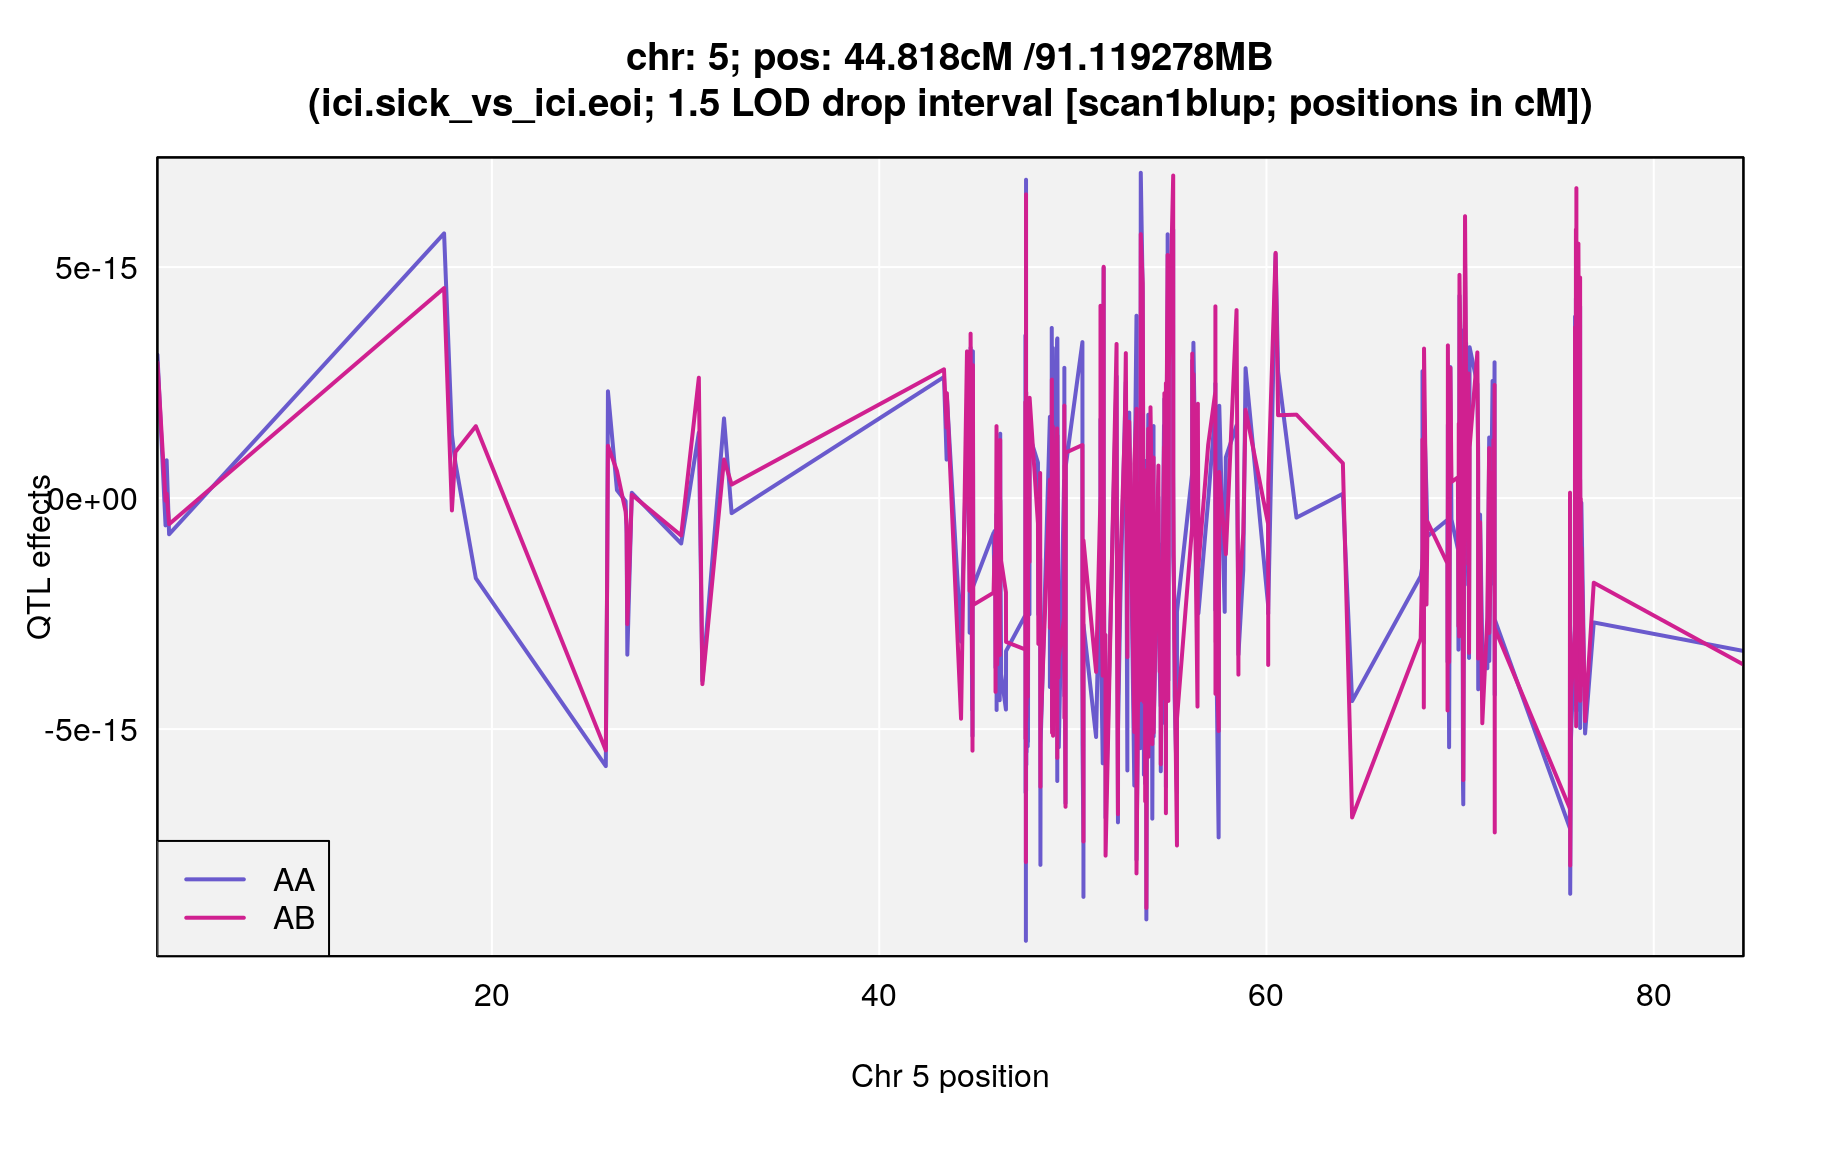 chr: 5; pos: 44.818cM /91.119278MB
(ici.sick_vs_ici.eoi; 1.5 LOD drop interval [scan1blup; positions in cM])
QTL effects
5e-15
0e+00
-5e-15
AA
AB
20 40 60 80
Chr 5 position